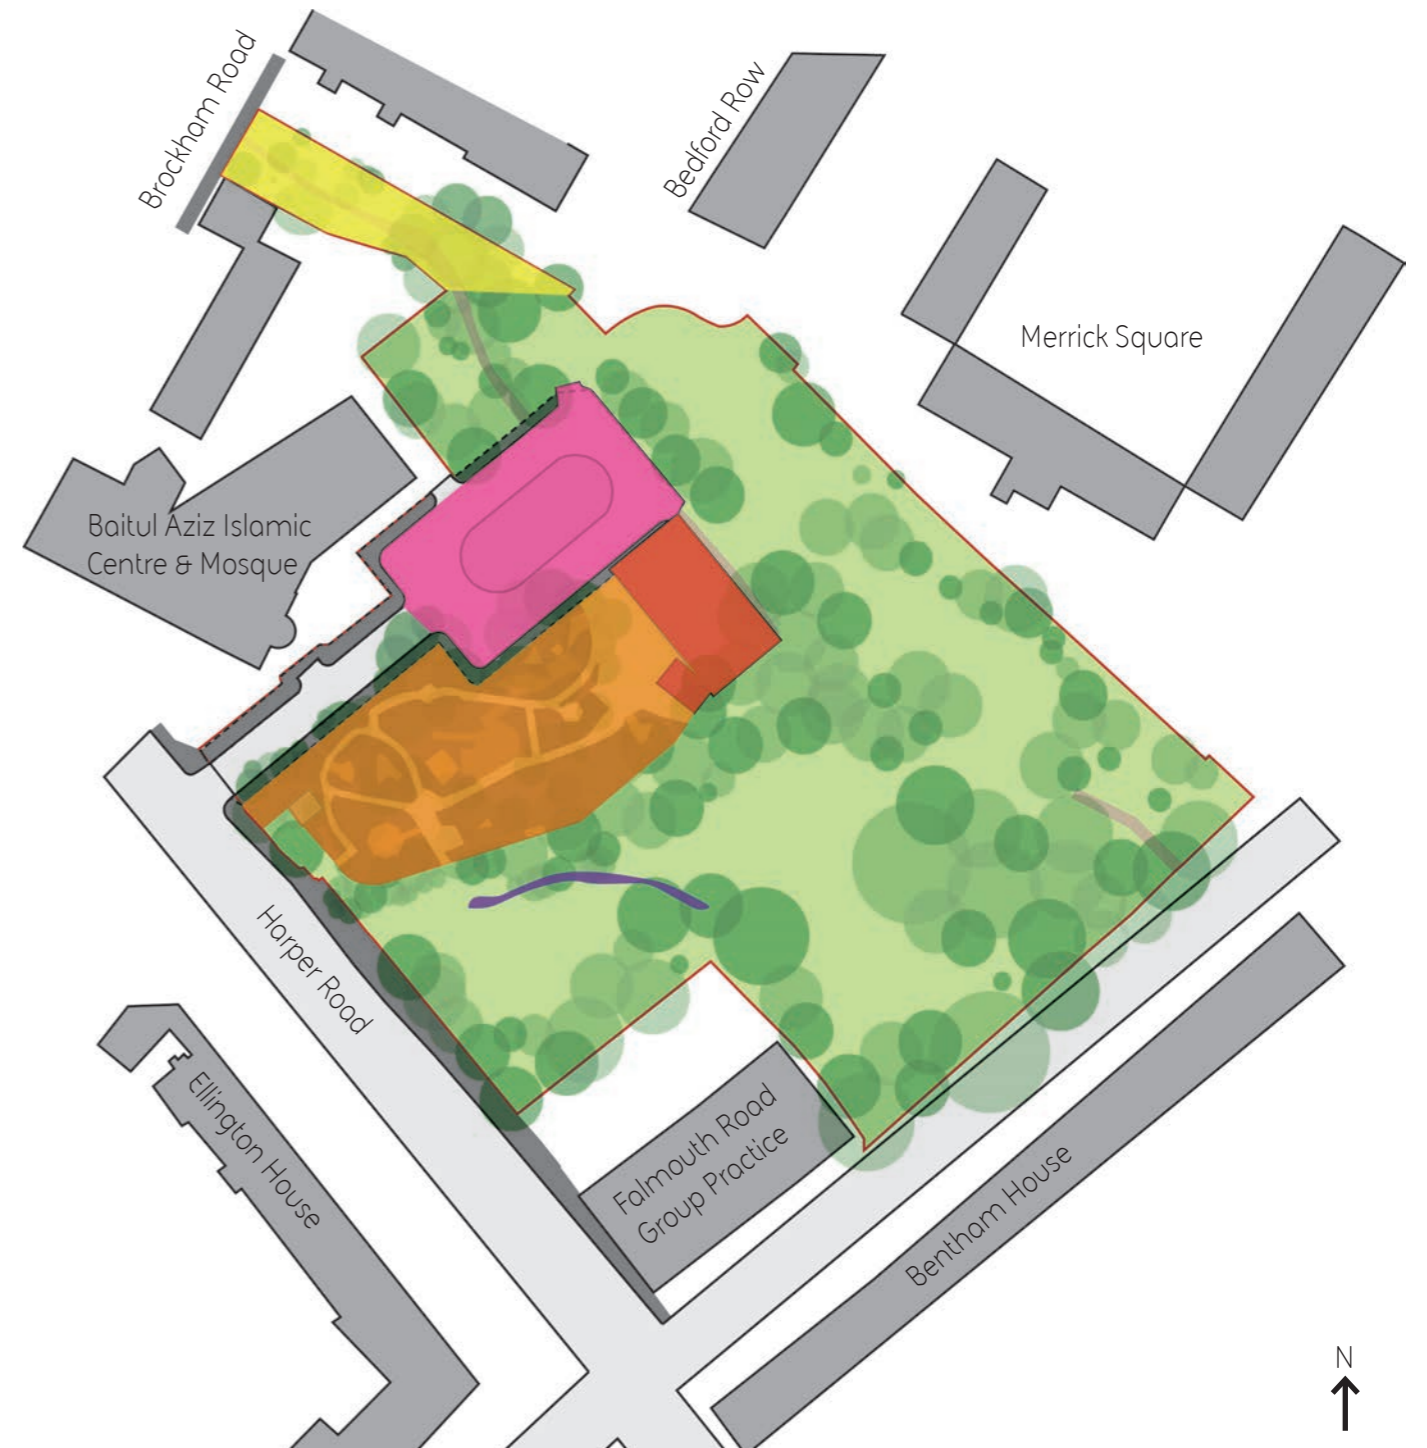 Brockham Road
Bedford Row
Merrick Square
Baitul Aziz Islamic
Centre & Mosque
Harper Road
Ellington House
Falmouth Road
Group Practice
Bentham House
N